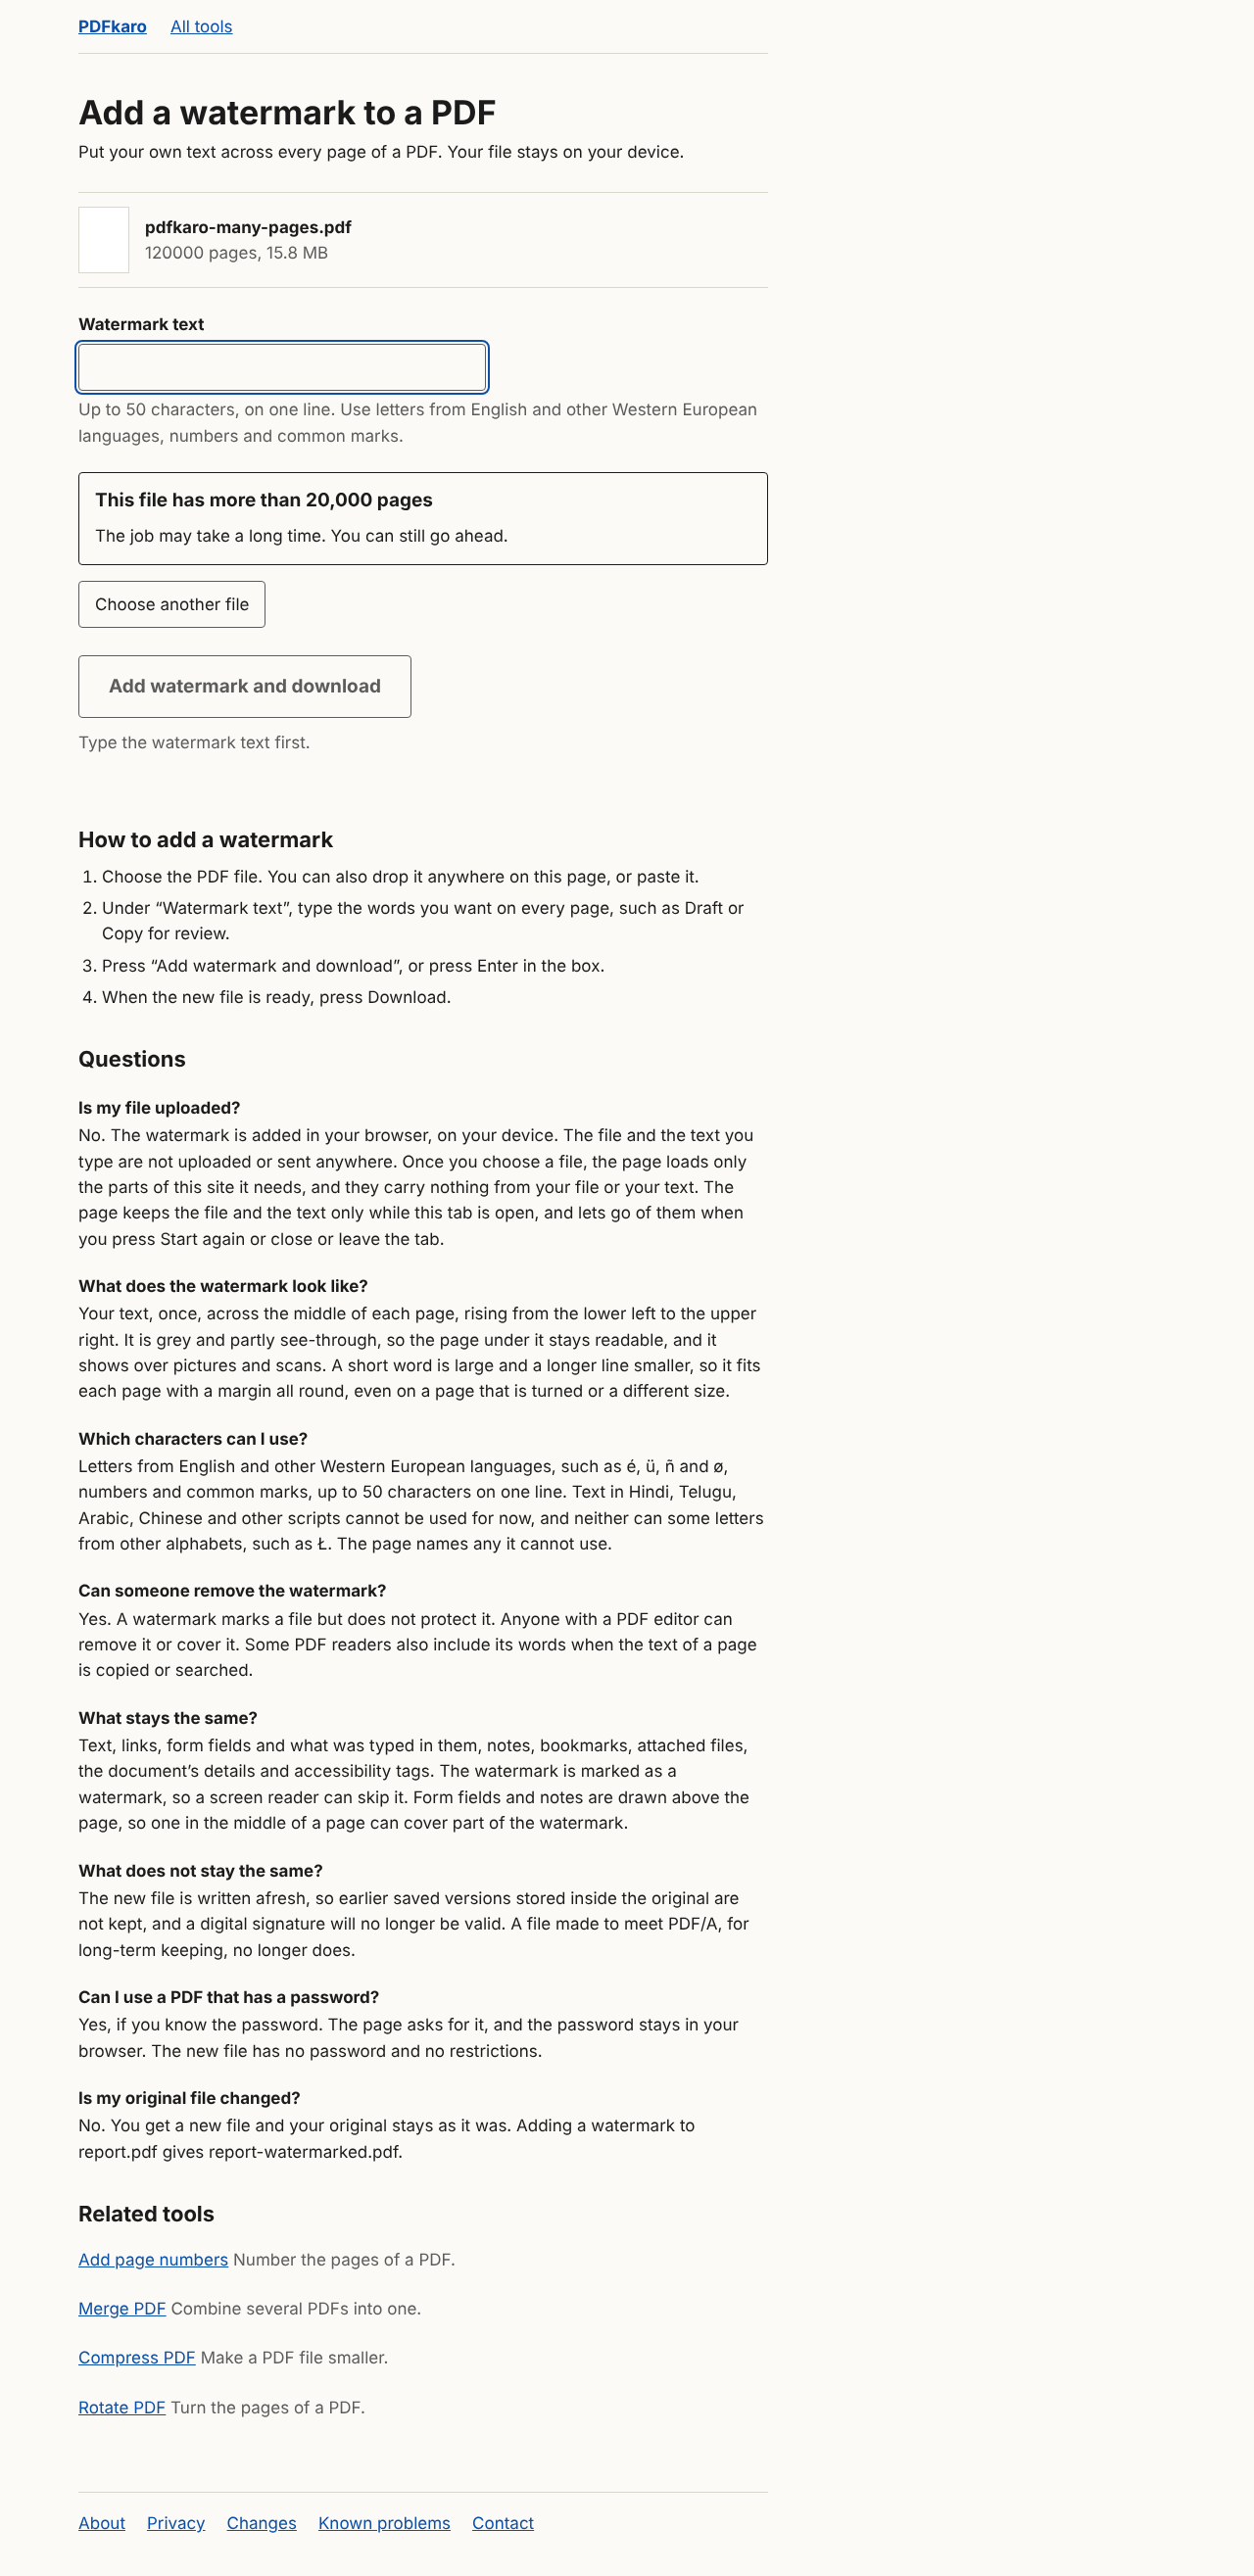 PDFkaro All tools
Add a watermark to a PDF
Put your own text across every page of a PDF. Your file stays on your device.
pdfkaro-many-pages.pdf
120000 pages, 15.8 MB
Watermark text
Up to 50 characters, on one line. Use letters from English and other Western European
languages, numbers and common marks.
This file has more than 20,000 pages
The job may take a long time. You can still go ahead.
Choose another file
Add watermark and download
Type the watermark text first.
How to add a watermark
1. Choose the PDF file. You can also drop it anywhere on this page, or paste it.
2. Under “Watermark text”, type the words you want on every page, such as Draft or
Copy for review.
3. Press “Add watermark and download”, or press Enter in the box.
4. When the new file is ready, press Download.
Questions
Is my file uploaded?
No. The watermark is added in your browser, on your device. The file and the text you
type are not uploaded or sent anywhere. Once you choose a file, the page loads only
the parts of this site it needs, and they carry nothing from your file or your text. The
page keeps the file and the text only while this tab is open, and lets go of them when
you press Start again or close or leave the tab.
What does the watermark look like?
Your text, once, across the middle of each page, rising from the lower left to the upper
right. It is grey and partly see-through, so the page under it stays readable, and it
shows over pictures and scans. A short word is large and a longer line smaller, so it fits
each page with a margin all round, even on a page that is turned or a different size.
Which characters can I use?
Letters from English and other Western European languages, such as é, ü, ñ and ø,
numbers and common marks, up to 50 characters on one line. Text in Hindi, Telugu,
Arabic, Chinese and other scripts cannot be used for now, and neither can some letters
from other alphabets, such as Ł. The page names any it cannot use.
Can someone remove the watermark?
Yes. A watermark marks a file but does not protect it. Anyone with a PDF editor can
remove it or cover it. Some PDF readers also include its words when the text of a page
is copied or searched.
What stays the same?
Text, links, form fields and what was typed in them, notes, bookmarks, attached files,
the document’s details and accessibility tags. The watermark is marked as a
watermark, so a screen reader can skip it. Form fields and notes are drawn above the
page, so one in the middle of a page can cover part of the watermark.
What does not stay the same?
The new file is written afresh, so earlier saved versions stored inside the original are
not kept, and a digital signature will no longer be valid. A file made to meet PDF/A, for
long-term keeping, no longer does.
Can I use a PDF that has a password?
Yes, if you know the password. The page asks for it, and the password stays in your
browser. The new file has no password and no restrictions.
Is my original file changed?
No. You get a new file and your original stays as it was. Adding a watermark to
report.pdf gives report-watermarked.pdf.
Related tools
Add page numbers Number the pages of a PDF.
Merge PDF Combine several PDFs into one.
Compress PDF Make a PDF file smaller.
Rotate PDF Turn the pages of a PDF.
About Privacy Changes Known problems Contact